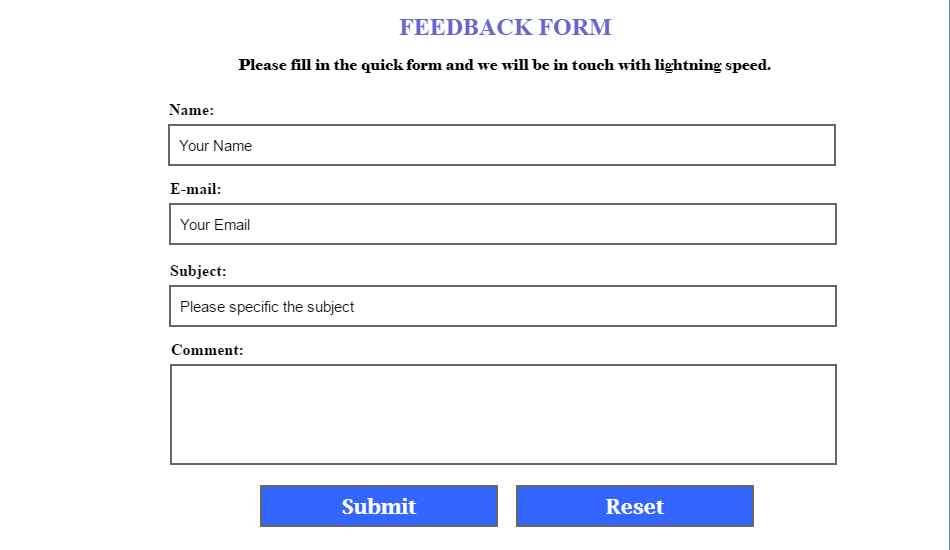 FEEDBACK FORM
Please fill in the quick form and we will be in touch with lightning speed.
Name:
Your Name
E-mail:
Your Email
Subject:
Please specific the subject
Comment:
Submit Reset